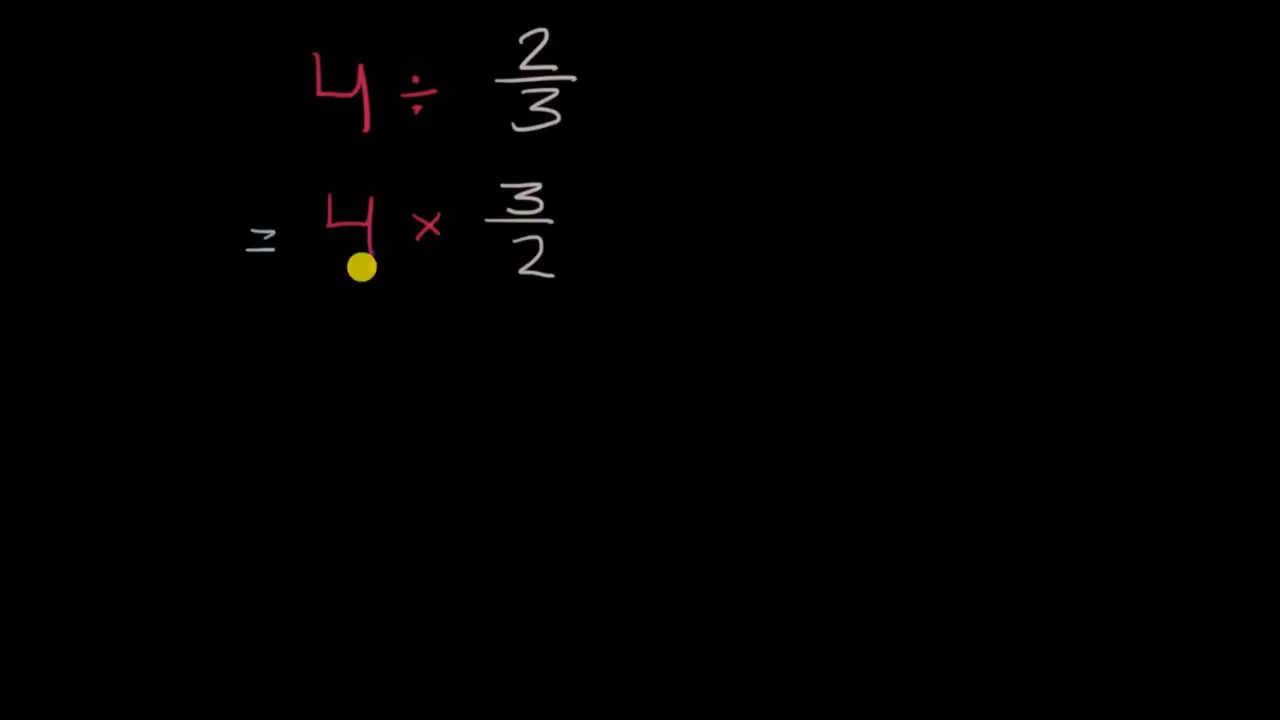 4 ÷ 2/3
= 4 × 3/2